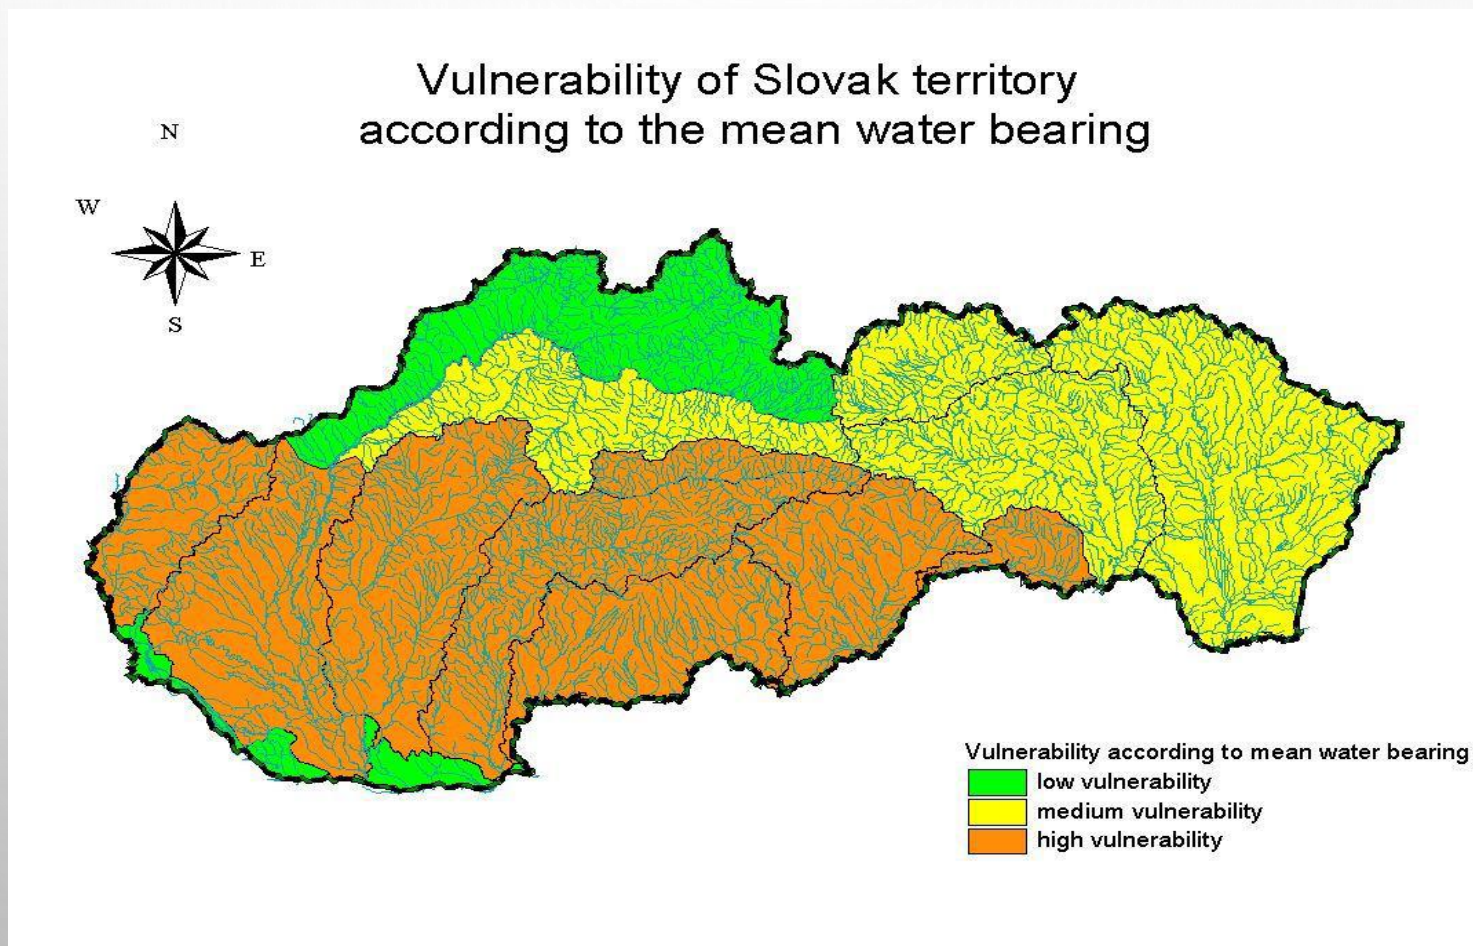 Vulnerability of Slovak territory
according to the mean water bearing
N
W
E
S
Vulnerability according to mean water bearing
low vulnerability
medium vulnerability
high vulnerability